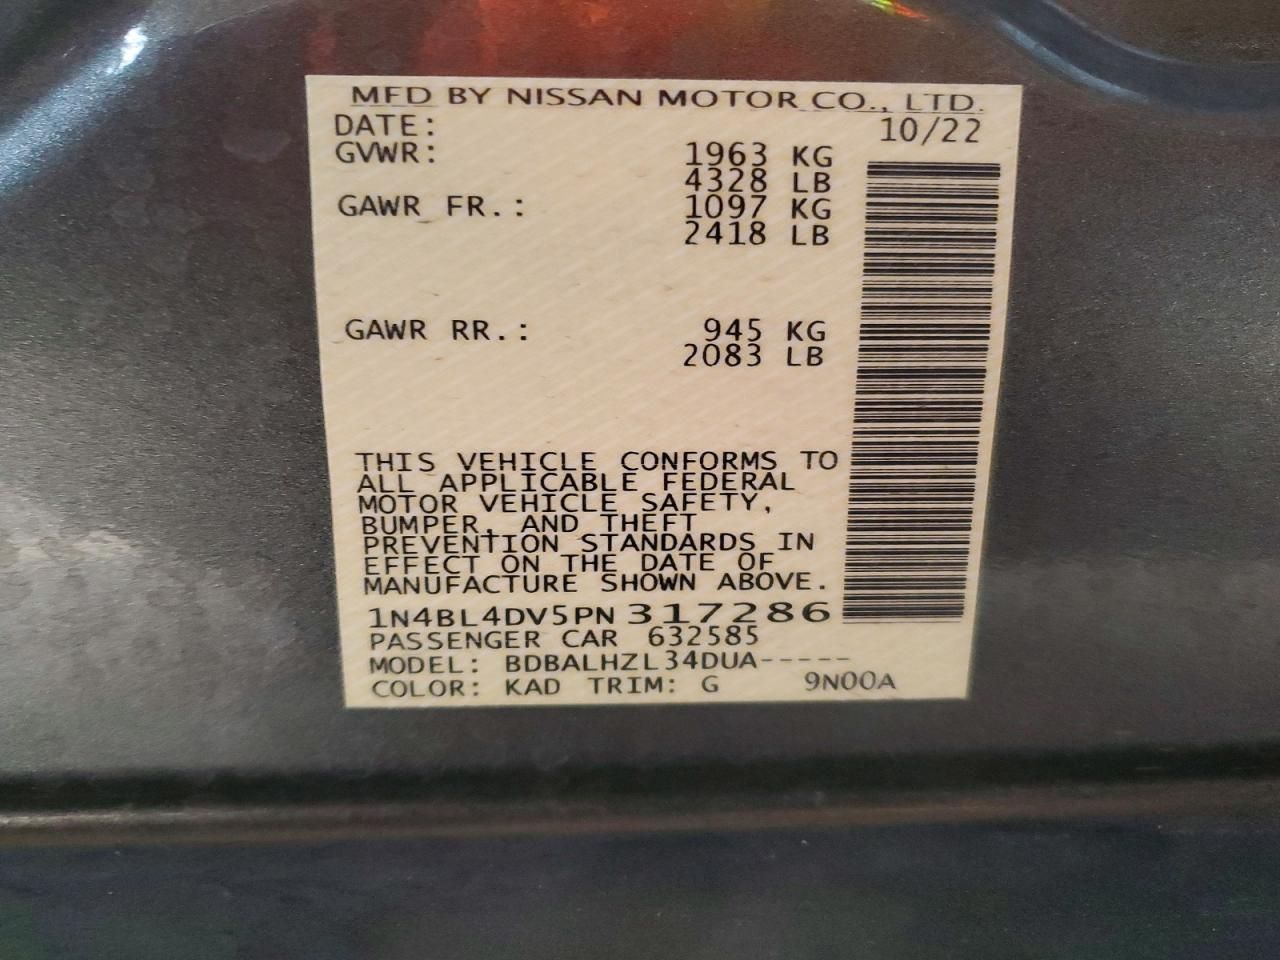 MFD BY NISSAN MOTOR CO., LTD.
DATE: 10/22
GVWR: 1963 KG
4328 LB
GAWR FR.: 1097 KG
2418 LB
GAWR RR.: 945 KG
2083 LB
THIS VEHICLE CONFORMS TO
ALL APPLICABLE FEDERAL
MOTOR VEHICLE SAFETY,
BUMPER, AND THEFT
PREVENTION STANDARDS IN
EFFECT ON THE DATE OF
MANUFACTURE SHOWN ABOVE.
1N4BL4DV5PN317286
PASSENGER CAR 632585
MODEL: BDBALHZL34DUA-----
COLOR: KAD TRIM: G 9N00A